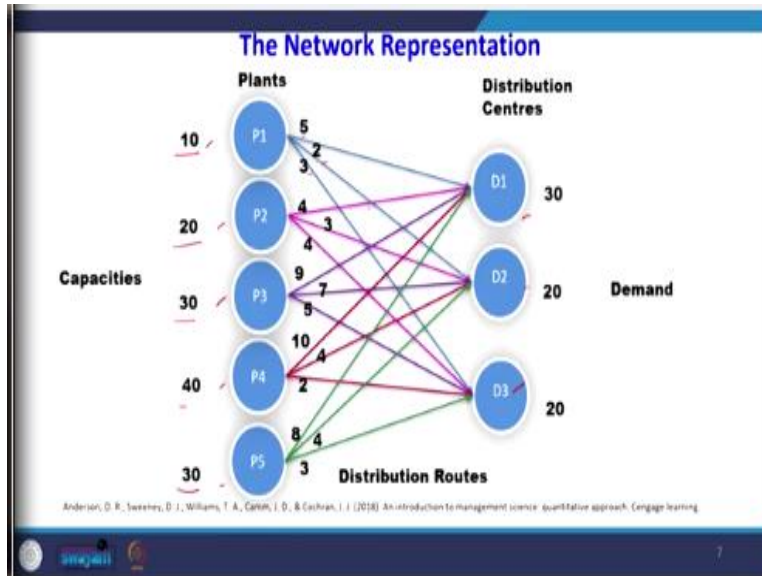 The Network Representation
Plants
Distribution
Centres
10
P1
5
2
3
D1
30
20
P2
4
3
4
D2
20
Capacities
Demand
30
P3
9
7
5
40
P4
10
4
2
D3
20
30
P5
8
4
3
Distribution Routes
Anderson, D. R., Sweeney, D. J., Williams, T. A., Camm, J. D., & Cochran, J. J. (2018). An introduction to management science: quantitative approach. Cengage learning.
swayam
7